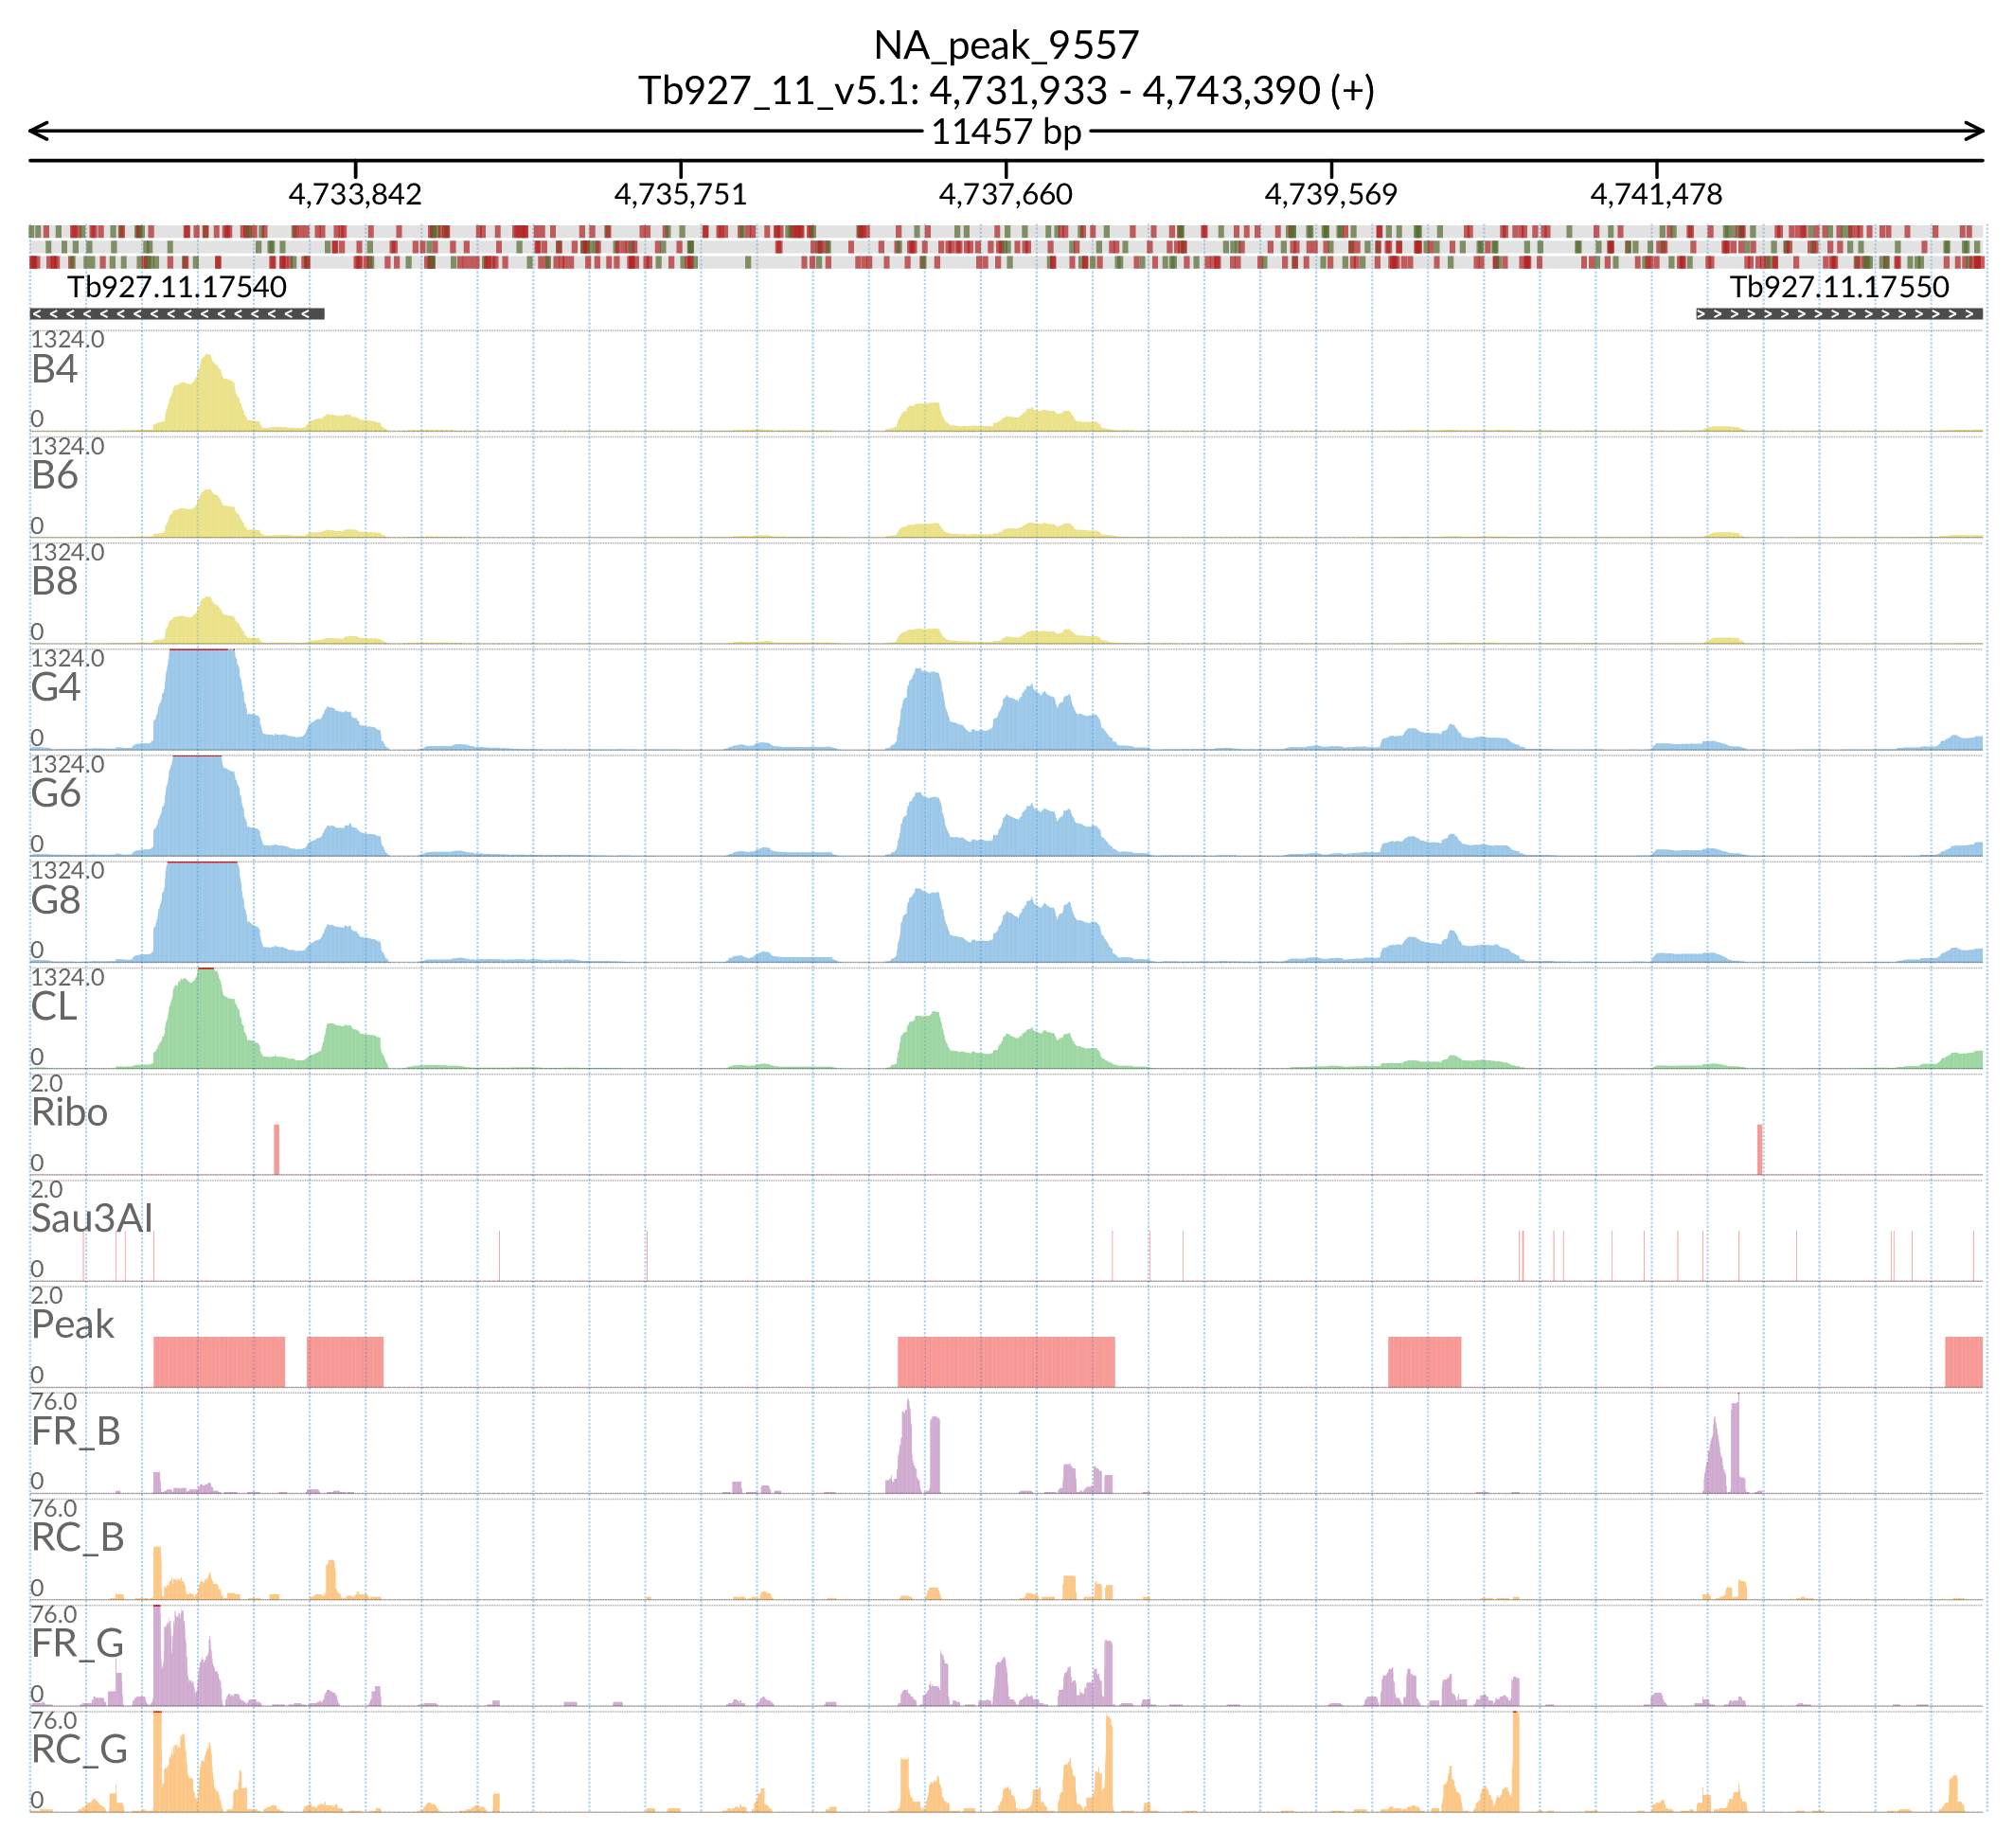 NA_peak_9557
Tb927_11_v5.1: 4,731,933 - 4,743,390 (+)
11457 bp
4,733,842 4,735,751 4,737,660 4,739,569 4,741,478
Tb927.11.17540 Tb927.11.17550
1324.0
B4
0
1324.0
B6
0
1324.0
B8
0
1324.0
G4
0
1324.0
G6
0
1324.0
G8
0
1324.0
CL
0
2.0
Ribo
0
2.0
Sau3AI
0
2.0
Peak
0
76.0
FR_B
0
76.0
RC_B
0
76.0
FR_G
0
76.0
RC_G
0